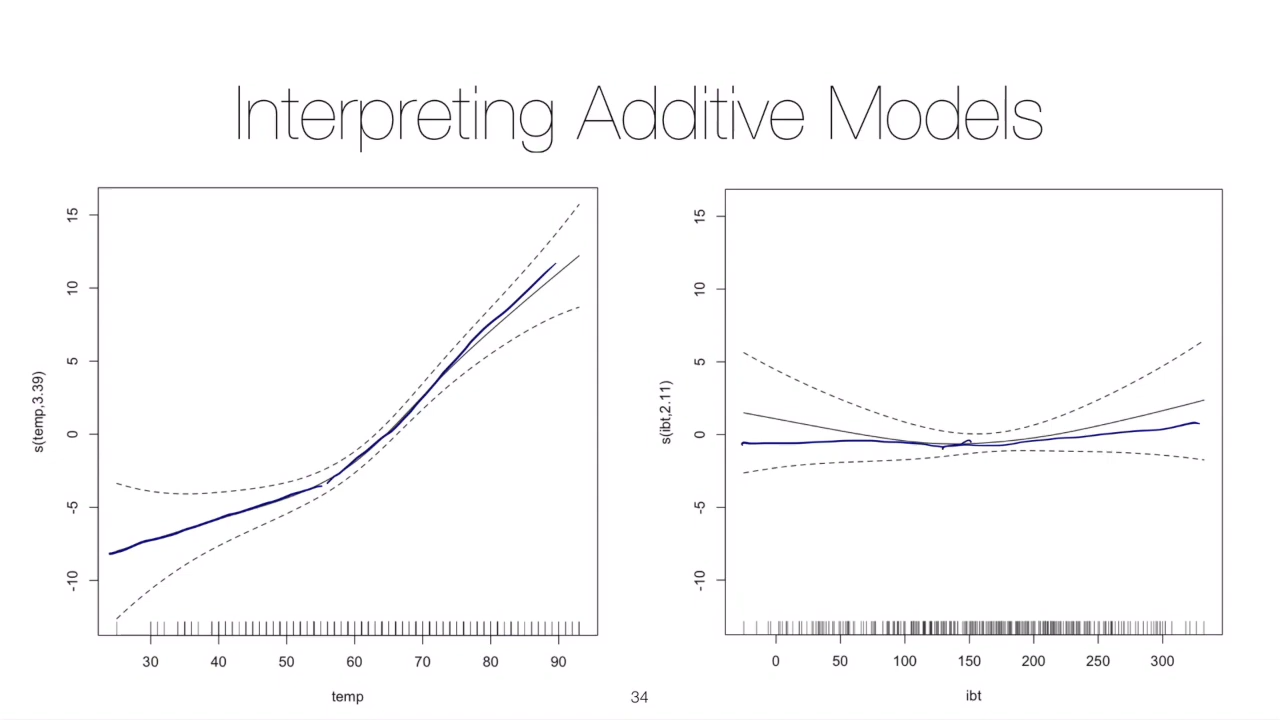 Interpreting Additive Models
15
10
5
0
-5
-10
s(temp,3.39)
30 40 50 60 70 80 90
temp
15
10
5
0
-5
-10
s(ibt,2.11)
0 50 100 150 200 250 300
ibt
34